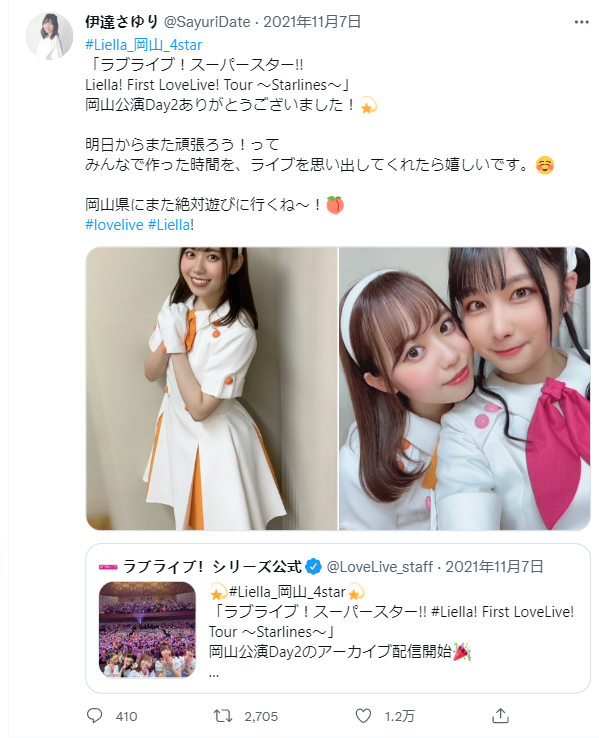 伊達さゆり @SayuriDate · 2021年11月7日
#Liella_岡山_4star
「ラブライブ！スーパースター!!
Liella! First LoveLive! Tour ～Starlines～」
岡山公演Day2ありがとうございました！💫
明日からまた頑張ろう！って
みんなで作った時間を、ライブを思い出してくれたら嬉しいです。☺️
岡山県にまた絶対遊びに行くね～！🍑
#lovelive #Liella!
ラブライブ！シリーズ公式 @LoveLive_staff · 2021年11月7日
💫#Liella_岡山_4star💫
「ラブライブ！スーパースター!! #Liella! First LoveLive!
Tour ～Starlines～」
岡山公演Day2のアーカイブ配信開始🎉
...
410 2,705 1.2万